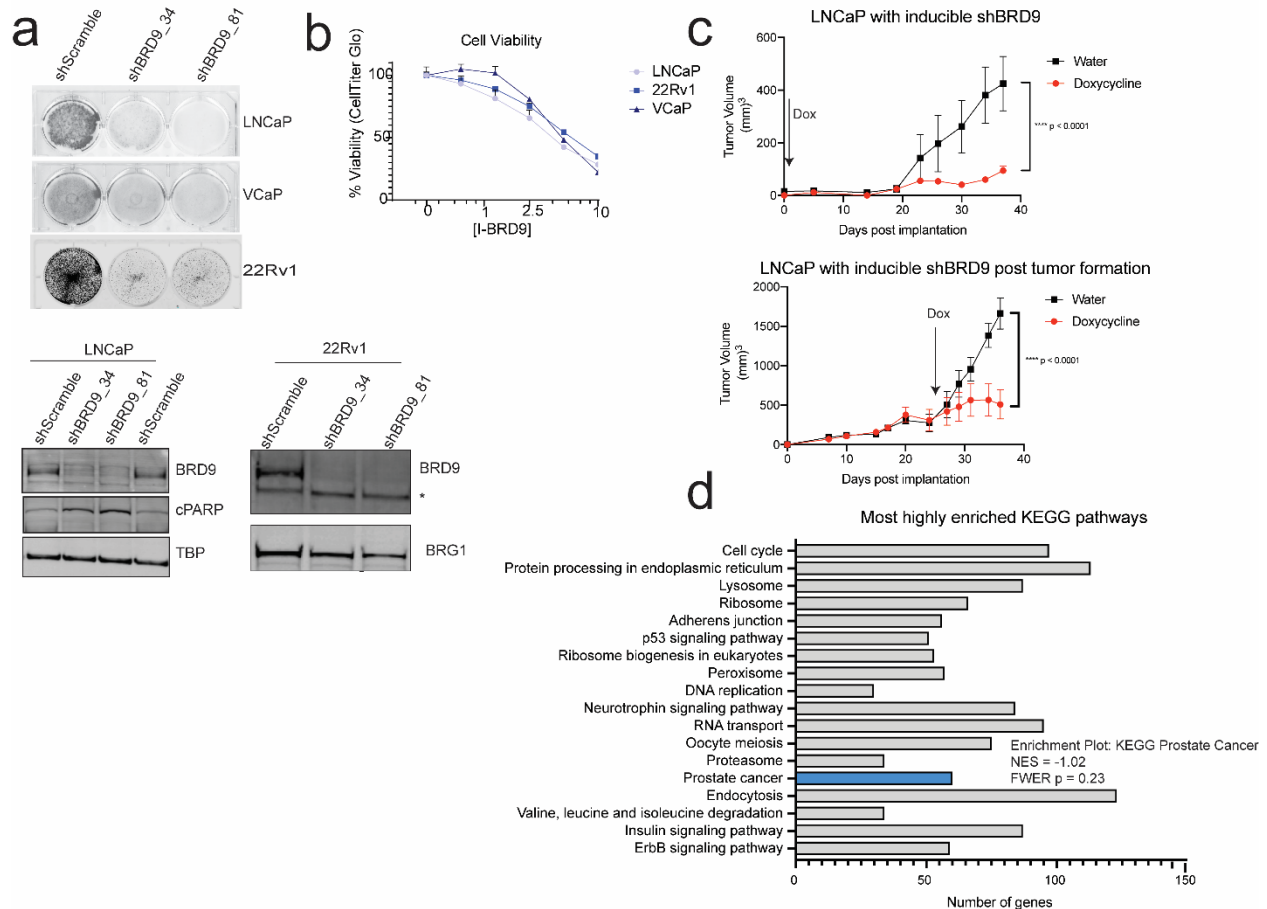 a
shScramble
shBRD9_34
shBRD9_81
LNCaP
VCaP
22Rv1
LNCaP
shScramble
shBRD9_34
shBRD9_81
shScramble
BRD9
cPARP
TBP
22Rv1
shScramble
shBRD9_34
shBRD9_81
BRD9
*
BRG1
b
Cell Viability
% Viability (CellTiter Glo)
100
50
0
0
1
2.5
10
[I-BRD9]
LNCaP
22Rv1
VCaP
c
LNCaP with inducible shBRD9
Tumor Volume
(mm)3
600
400
200
0
0 10 20 30 40
Days post implantation
Dox
Water
Doxycycline
**** p < 0.0001
LNCaP with inducible shBRD9 post tumor formation
Tumor Volume
(mm)3
2000
1500
1000
500
0
0 10 20 30 40
Days post implantation
Dox
Water
Doxycycline
**** p < 0.0001
d
Most highly enriched KEGG pathways
Cell cycle
Protein processing in endoplasmic reticulum
Lysosome
Ribosome
Adherens junction
p53 signaling pathway
Ribosome biogenesis in eukaryotes
Peroxisome
DNA replication
Neurotrophin signaling pathway
RNA transport
Oocyte meiosis
Proteasome
Prostate cancer
Endocytosis
Valine, leucine and isoleucine degradation
Insulin signaling pathway
ErbB signaling pathway
Enrichment Plot: KEGG Prostate Cancer
NES = -1.02
FWER p = 0.23
0 50 100 150
Number of genes